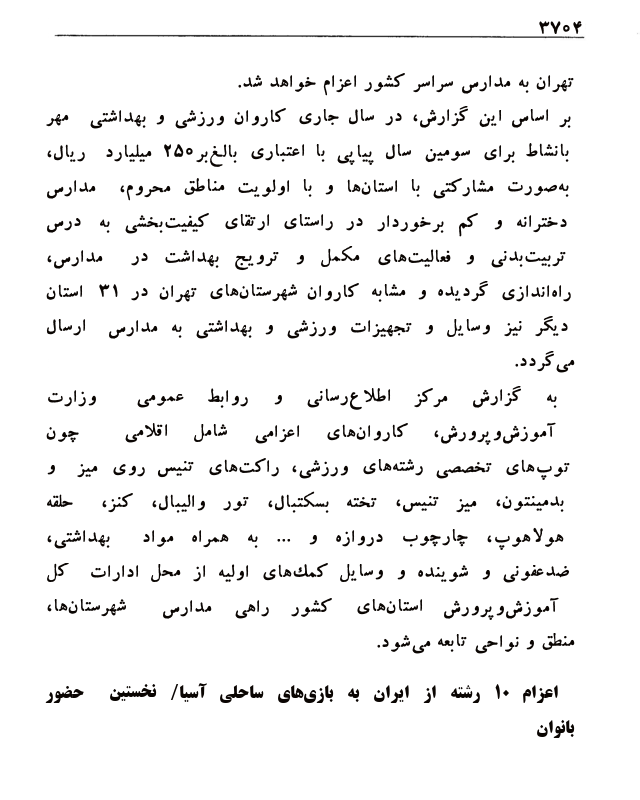 ۳۷۰۴
تهران به مدارس سراسر کشور اعزام خواهد شد.
بر اساس این گزارش، در سال جاری کاروان ورزشی و بهداشتی مهر
بانشاط برای سومین سال پیاپی با اعتباری بالغ‌بر۲۵۰ میلیارد ریال،
به‌صورت مشارکتی با استان‌ها و با اولویت مناطق محروم، مدارس
دخترانه و کم برخوردار در راستای ارتقای کیفیت‌بخشی به درس
تربیت‌بدنی و فعالیت‌های مکمل و ترویج بهداشت در مدارس،
راه‌اندازی گردیده و مشابه کاروان شهرستان‌های تهران در ۳۱ استان
دیگر نیز وسایل و تجهیزات ورزشی و بهداشتی به مدارس ارسال
می‌گردد.
به گزارش مرکز اطلاع‌رسانی و روابط عمومی وزارت
آموزش‌وپرورش، کاروان‌های اعزامی شامل اقلامی چون
توپ‌های تخصصی رشته‌های ورزشی، راکت‌های تنیس روی میز و
بدمینتون، میز تنیس، تخته بسکتبال، تور والیبال، کنز، حلقه
هولاهوپ، چارچوب دروازه و ... به همراه مواد بهداشتی،
ضدعفونی و شوینده و وسایل کمك‌های اولیه از محل ادارات کل
آموزش‌وپرورش استان‌های کشور راهی مدارس شهرستان‌ها،
منطق و نواحی تابعه می‌شود.
اعزام ۱۰ رشته از ایران به بازی‌های ساحلی آسیا/ نخستین حضور
بانوان